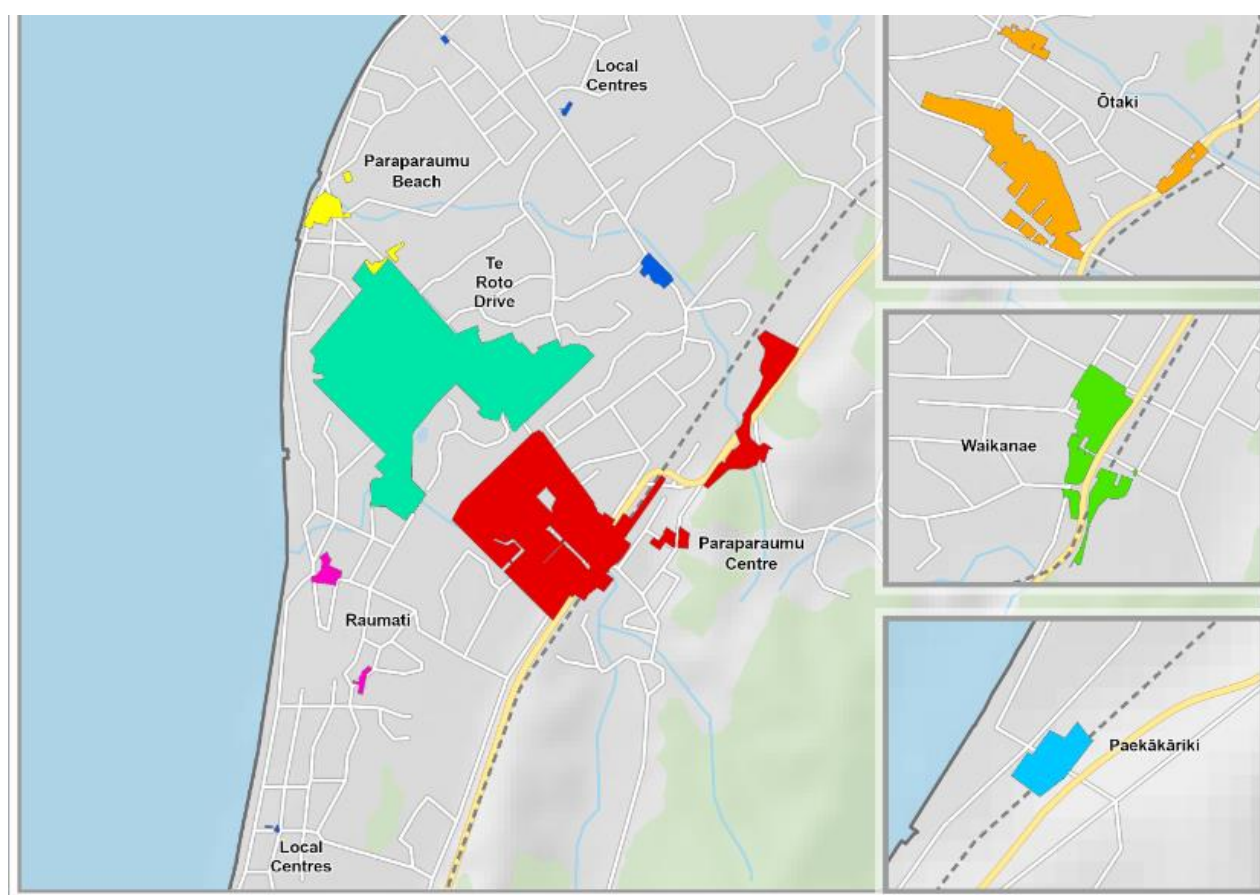 Local
Centres
Paraparaumu
Beach
Te
Roto
Drive
Paraparaumu
Centre
Raumati
Local
Centres
Ōtaki
Waikanae
Paekākāriki